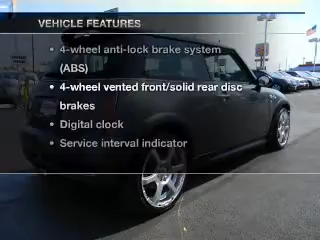 VEHICLE FEATURES
• 4-wheel anti-lock brake system
(ABS)
• 4-wheel vented front/solid rear disc
brakes
• Digital clock
• Service interval indicator